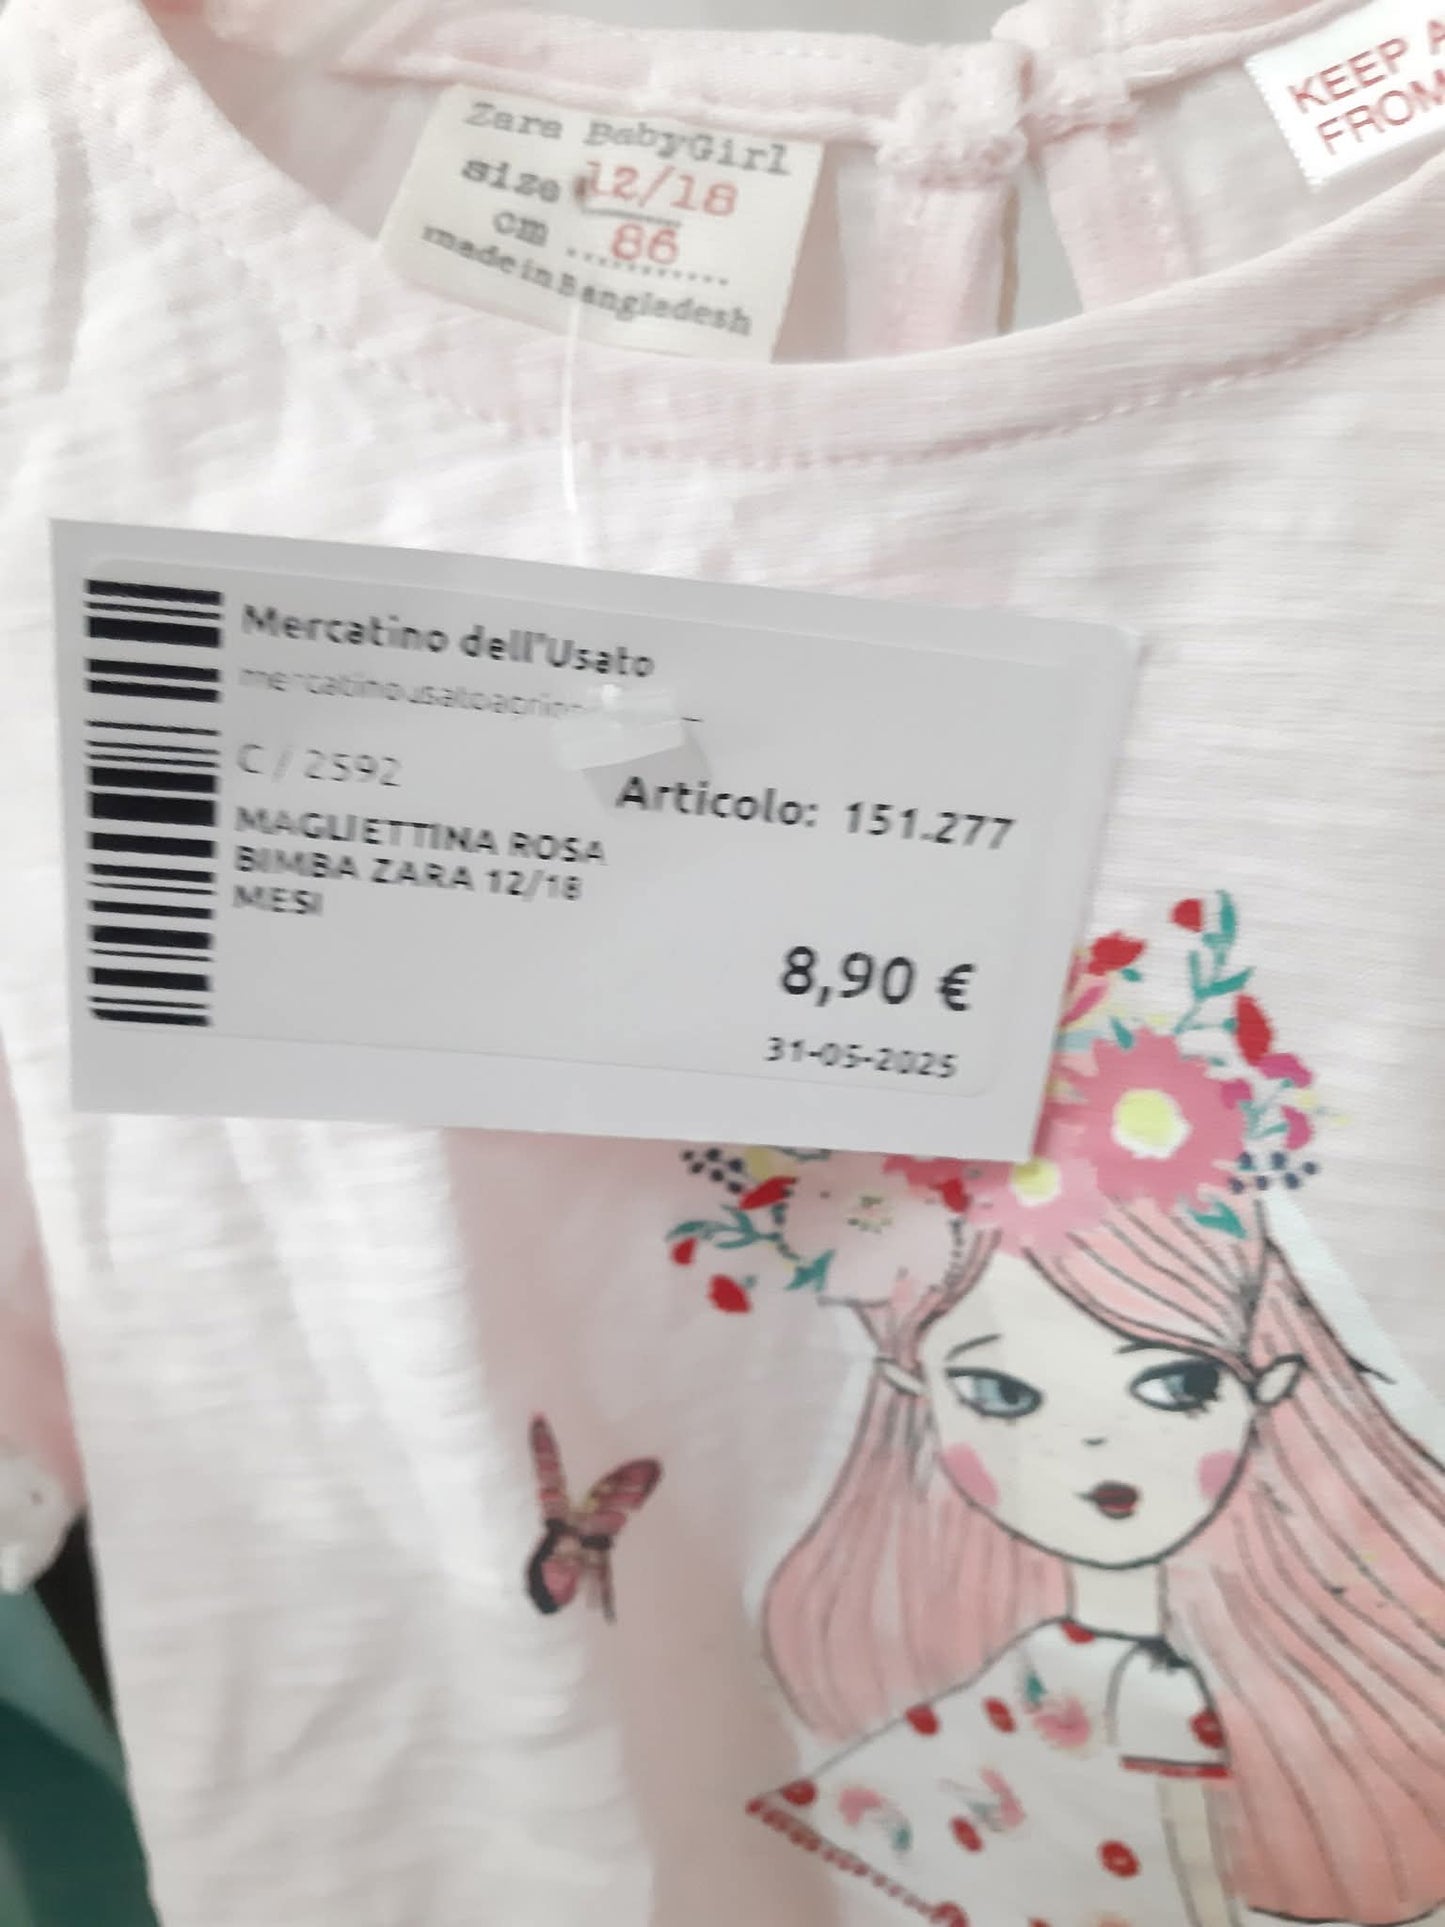 Zara BabyGirl
size 12/18
cm 86
made in Bangladesh
KEEP
FROM
Mercatino dell'Usato
C / 2592
Articolo: 151.277
MAGLIETTINA ROSA
BIMBA ZARA 12/18
MESI
8,90 €
31-05-2025